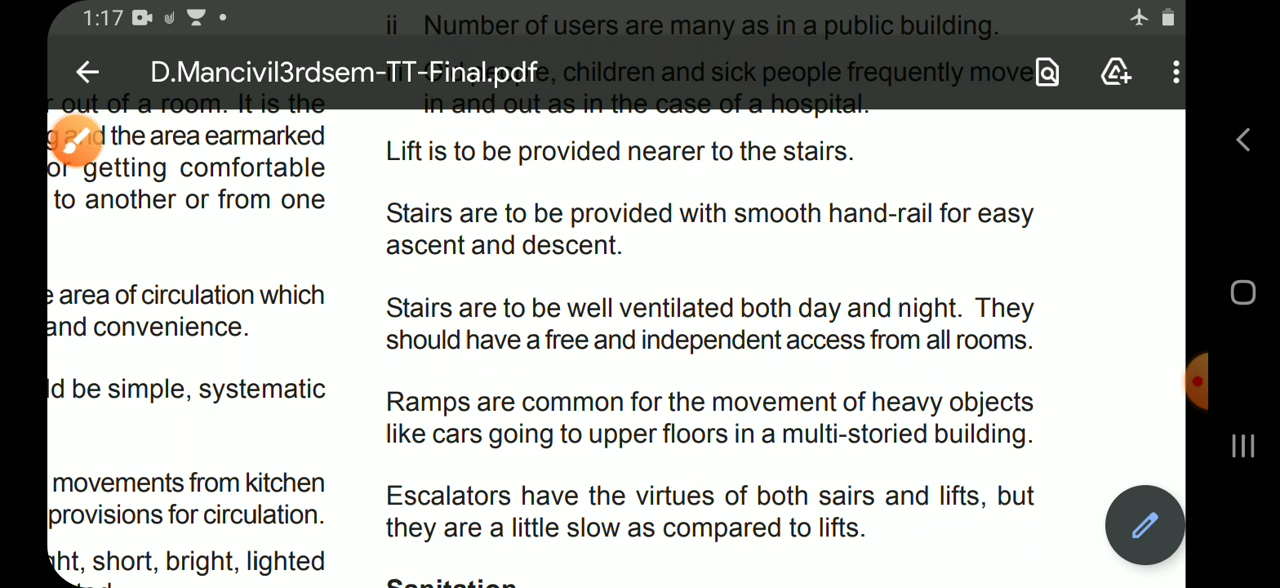 1:17
D.Mancivil3rdsem-TT-Final.pdf
out of a room. It is the
and the area earmarked
or getting comfortable
to another or from one
area of circulation which
and convenience.
be simple, systematic
movements from kitchen
provisions for circulation.
short, bright, lighted
ii Number of users are many as in a public building.
children and sick people frequently move
in and out as in the case of a hospital.
Lift is to be provided nearer to the stairs.
Stairs are to be provided with smooth hand-rail for easy
ascent and descent.
Stairs are to be well ventilated both day and night. They
should have a free and independent access from all rooms.
Ramps are common for the movement of heavy objects
like cars going to upper floors in a multi-storied building.
Escalators have the virtues of both sairs and lifts, but
they are a little slow as compared to lifts.
Sanitation